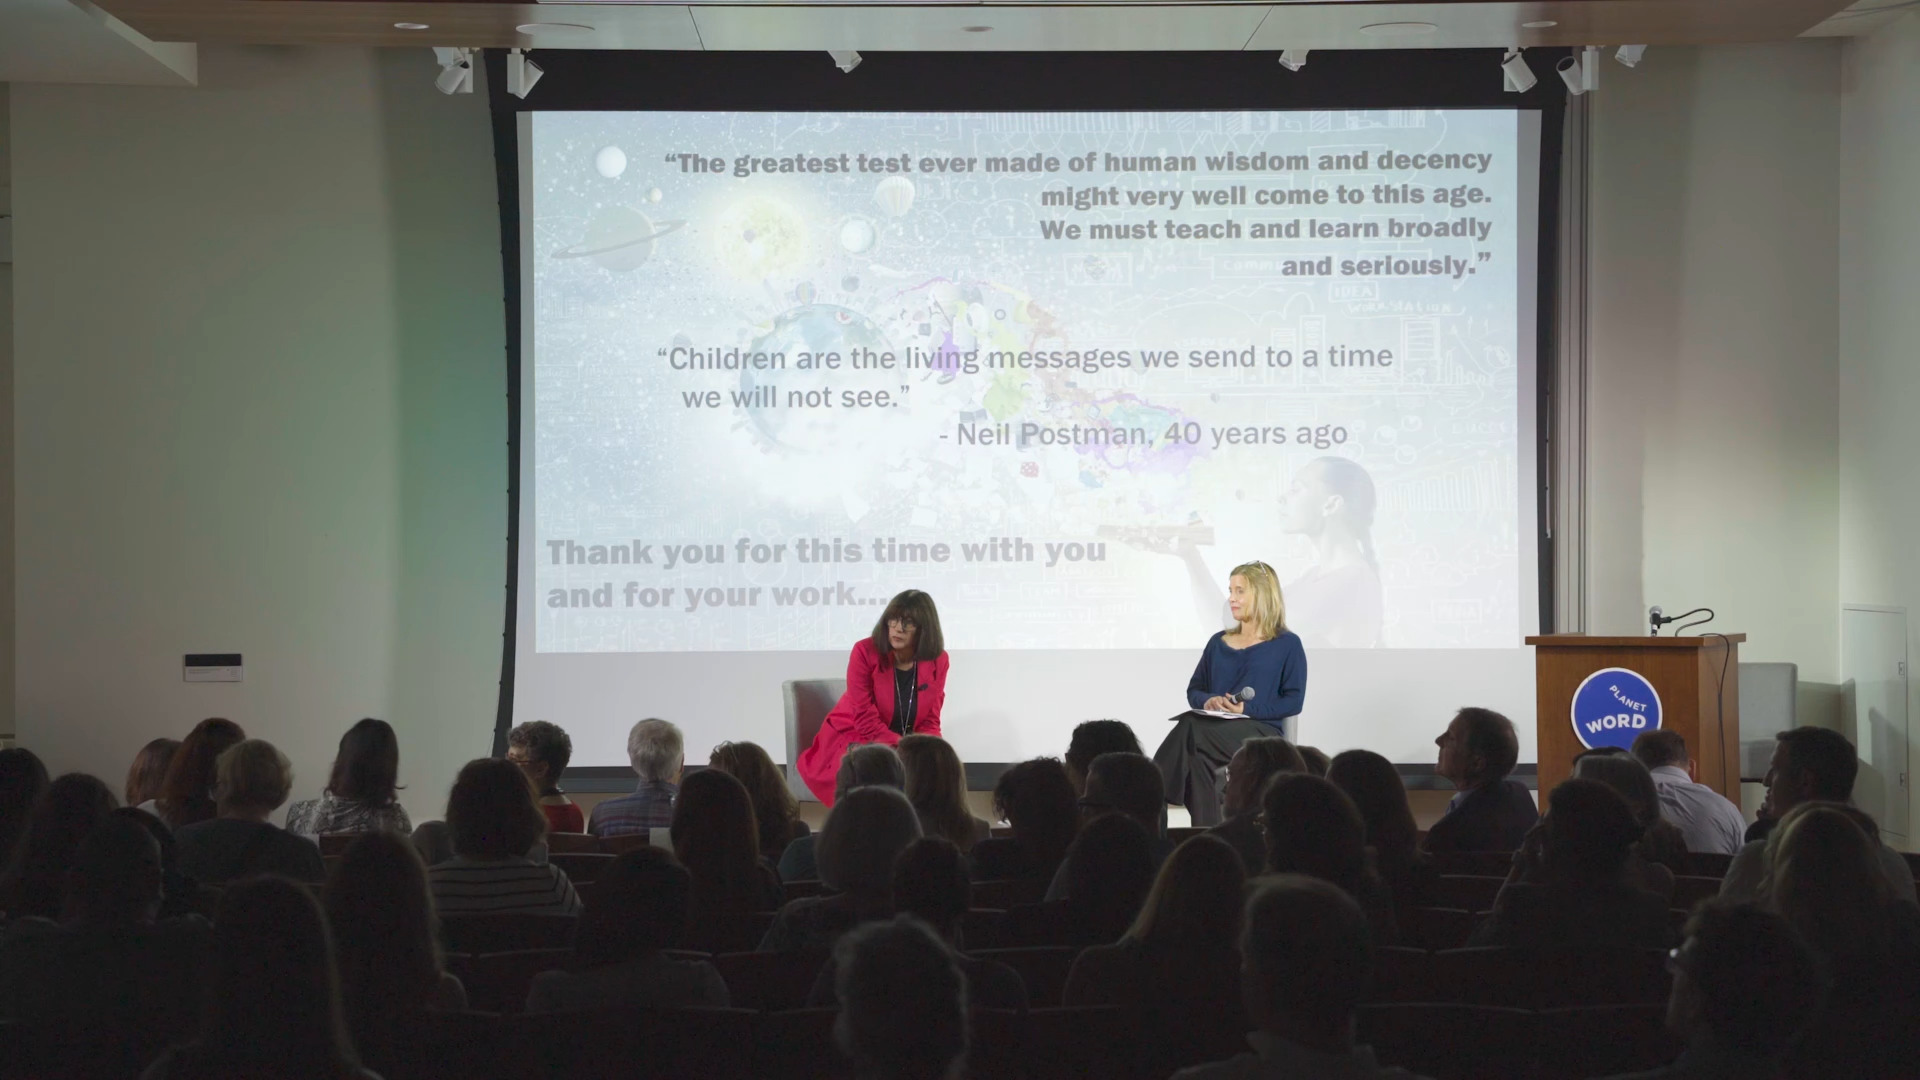 “The greatest test ever made of human wisdom and decency
might very well come to this age.
We must teach and learn broadly
and seriously.”
IDEA
WORKSTATION
“Children are the living messages we send to a time
we will not see.”
- Neil Postman, 40 years ago
Thank you for this time with you
and for your work...
PLANET
WORD